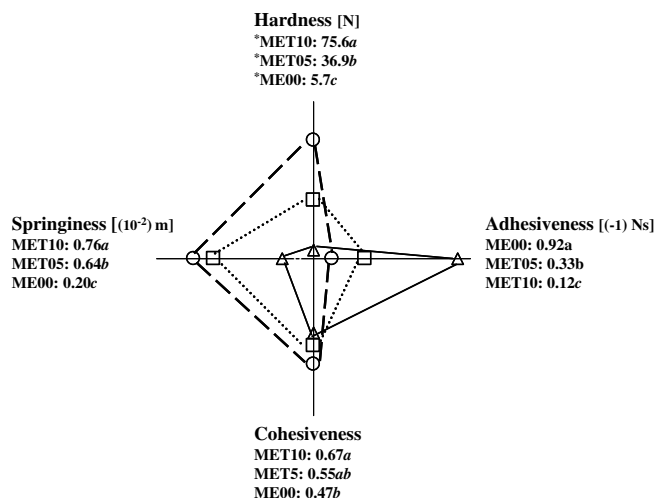 Hardness [N]
*MET10: 75.6a
*MET05: 36.9b
*ME00: 5.7c
Springiness [(10-2) m]
MET10: 0.76a
MET05: 0.64b
ME00: 0.20c
Adhesiveness [(-1) Ns]
ME00: 0.92a
MET05: 0.33b
MET10: 0.12c
Cohesiveness
MET10: 0.67a
MET5: 0.55ab
ME00: 0.47b